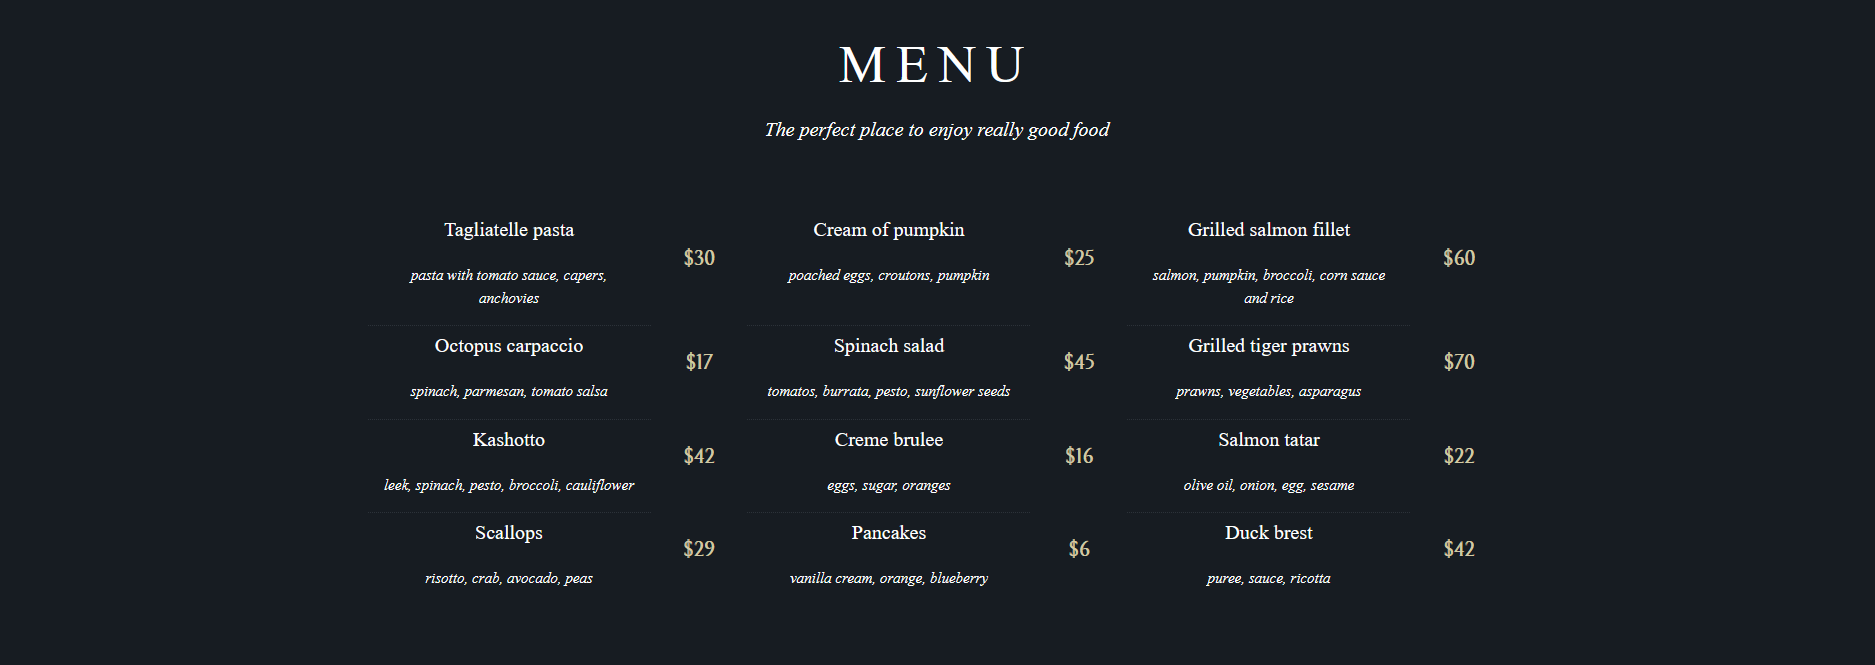 MENU
The perfect place to enjoy really good food
Tagliatelle pasta
$30
pasta with tomato sauce, capers,
anchovies
Octopus carpaccio
$17
spinach, parmesan, tomato salsa
Kashotto
$42
leek, spinach, pesto, broccoli, cauliflower
Scallops
$29
risotto, crab, avocado, peas
Cream of pumpkin
$25
poached eggs, croutons, pumpkin
Spinach salad
$45
tomatos, burrata, pesto, sunflower seeds
Creme brulee
$16
eggs, sugar, oranges
Pancakes
$6
vanilla cream, orange, blueberry
Grilled salmon fillet
$60
salmon, pumpkin, broccoli, corn sauce
and rice
Grilled tiger prawns
$70
prawns, vegetables, asparagus
Salmon tatar
$22
olive oil, onion, egg, sesame
Duck brest
$42
puree, sauce, ricotta